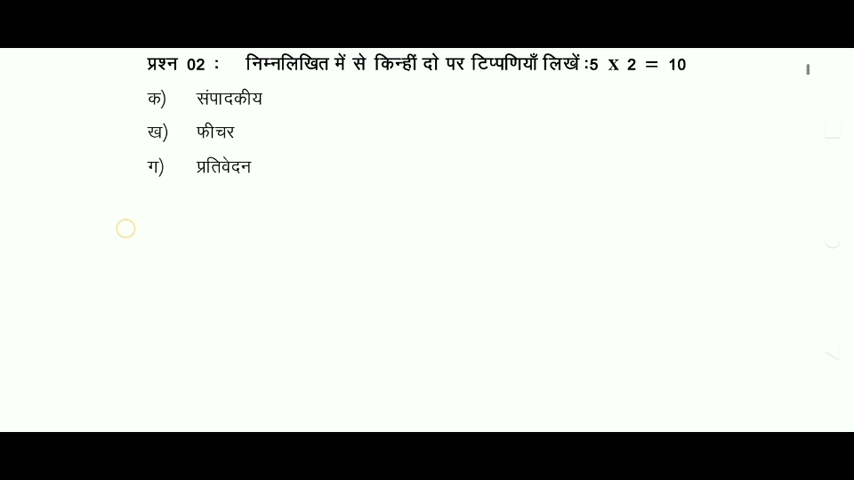 प्रश्न 02 : निम्नलिखित में से किन्हीं दो पर टिप्पणियाँ लिखें :5 X 2 = 10
क) संपादकीय
ख) फीचर
ग) प्रतिवेदन